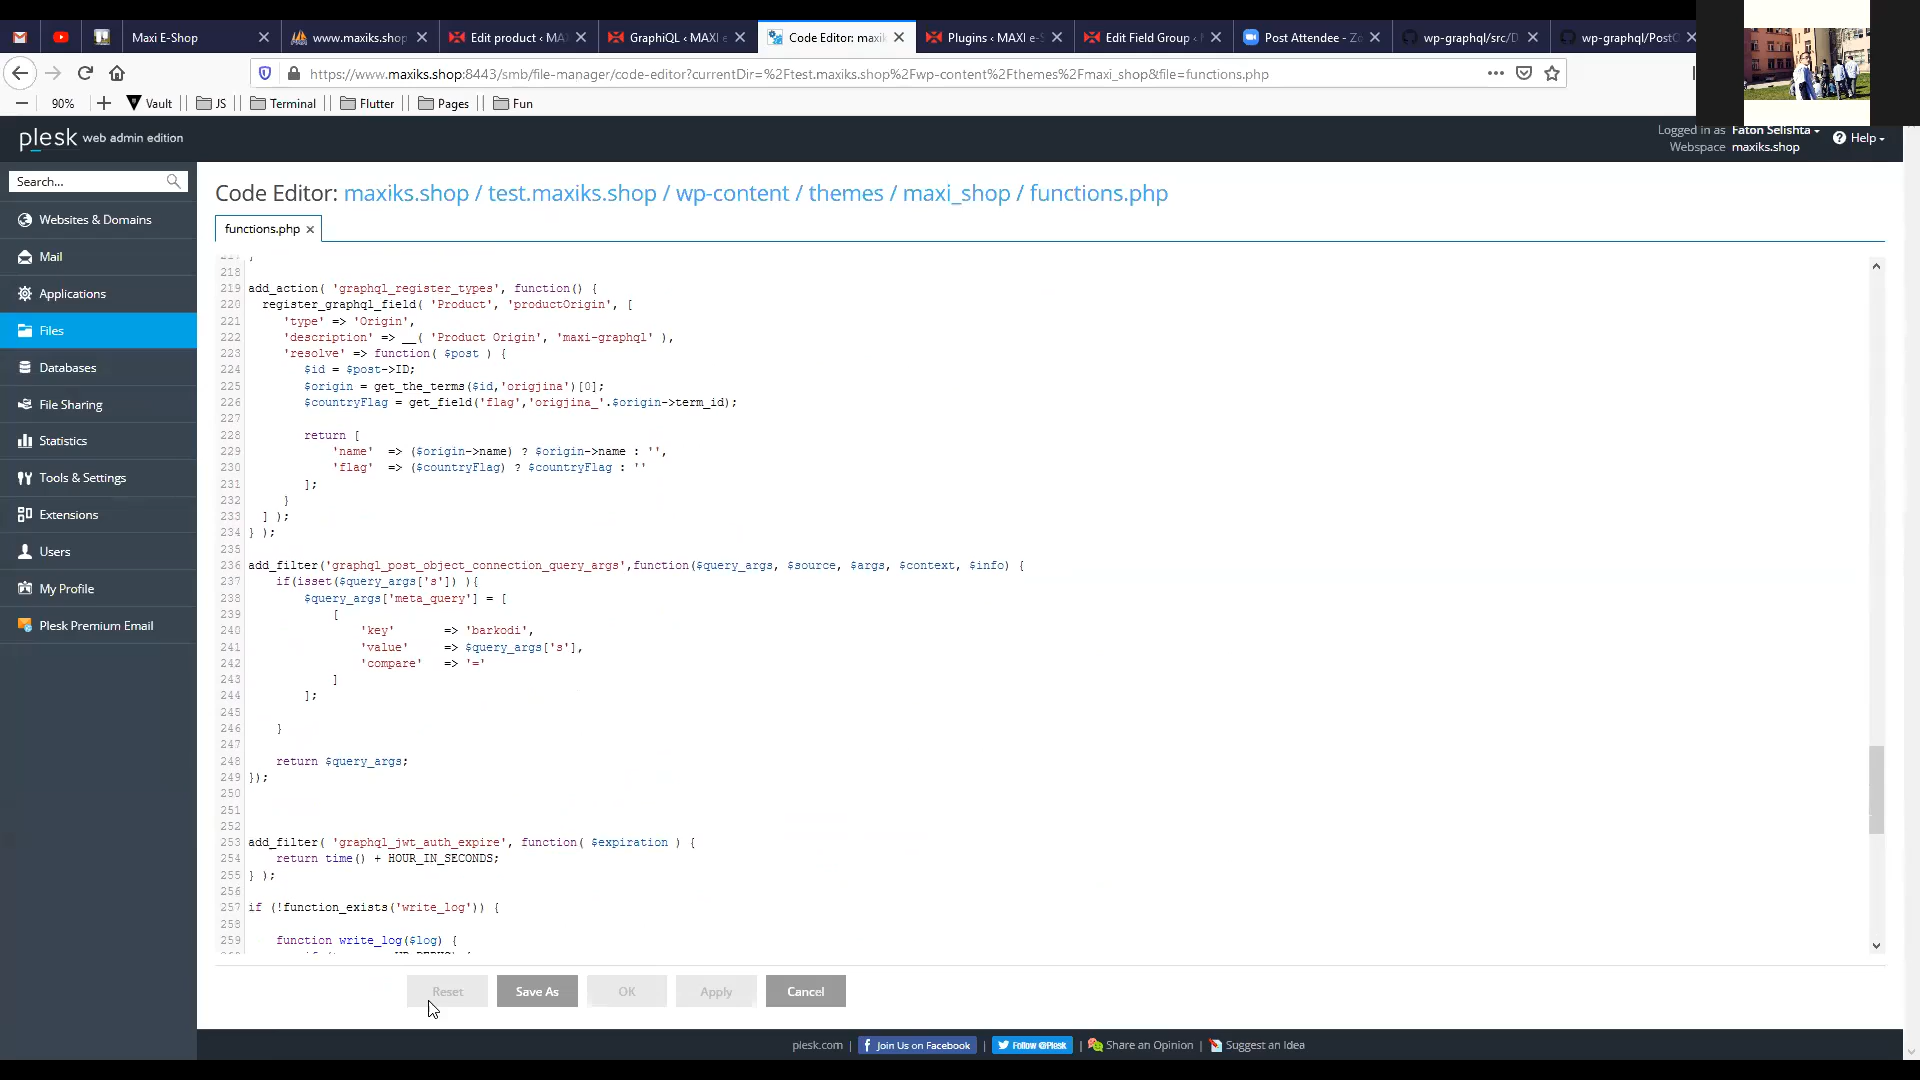 Maxi E-Shop
www.maxiks.shop
Edit product ‹ MA
GraphiQL ‹ MAXI e
Code Editor: maxik
Plugins ‹ MAXI e-S
Edit Field Group ‹
Post Attendee - Zo
wp-graphql/src/D
wp-graphql/PostO
https://www.maxiks.shop:8443/smb/file-manager/code-editor?currentDir=%2Ftest.maxiks.shop%2Fwp-content%2Fthemes%2Fmaxi_shop&file=functions.php
90%
Vault
JS
Terminal
Flutter
Pages
Fun
plesk web admin edition
Logged in as Faton Selishta
Webspace maxiks.shop
Help
Search...
Websites & Domains
Mail
Applications
Files
Databases
File Sharing
Statistics
Tools & Settings
Extensions
Users
My Profile
Plesk Premium Email
Code Editor: maxiks.shop / test.maxiks.shop / wp-content / themes / maxi_shop / functions.php
functions.php
217 }
218
219 add_action( 'graphql_register_types', function() {
220 register_graphql_field( 'Product', 'productOrigin', [
221 'type' => 'Origin',
222 'description' => __( 'Product Origin', 'maxi-graphql' ),
223 'resolve' => function( $post ) {
224 $id = $post->ID;
225 $origin = get_the_terms($id,'origjina')[0];
226 $countryFlag = get_field('flag','origjina_'.$origin->term_id);
227
228 return [
229 'name' => ($origin->name) ? $origin->name : '',
230 'flag' => ($countryFlag) ? $countryFlag : ''
231 ];
232 }
233 ] );
234 } );
235
236 add_filter('graphql_post_object_connection_query_args',function($query_args, $source, $args, $context, $info) {
237 if(isset($query_args['s']) ){
238 $query_args['meta_query'] = [
239 [
240 'key' => 'barkodi',
241 'value' => $query_args['s'],
242 'compare' => '='
243 ]
244 ];
245
246 }
247
248 return $query_args;
249 });
250
251
252
253 add_filter( 'graphql_jwt_auth_expire', function( $expiration ) {
254 return time() + HOUR_IN_SECONDS;
255 } );
256
257 if (!function_exists('write_log')) {
258
259 function write_log($log) {
Reset
Save As
OK
Apply
Cancel
plesk.com | Join Us on Facebook | Follow @Plesk | Share an Opinion | Suggest an Idea